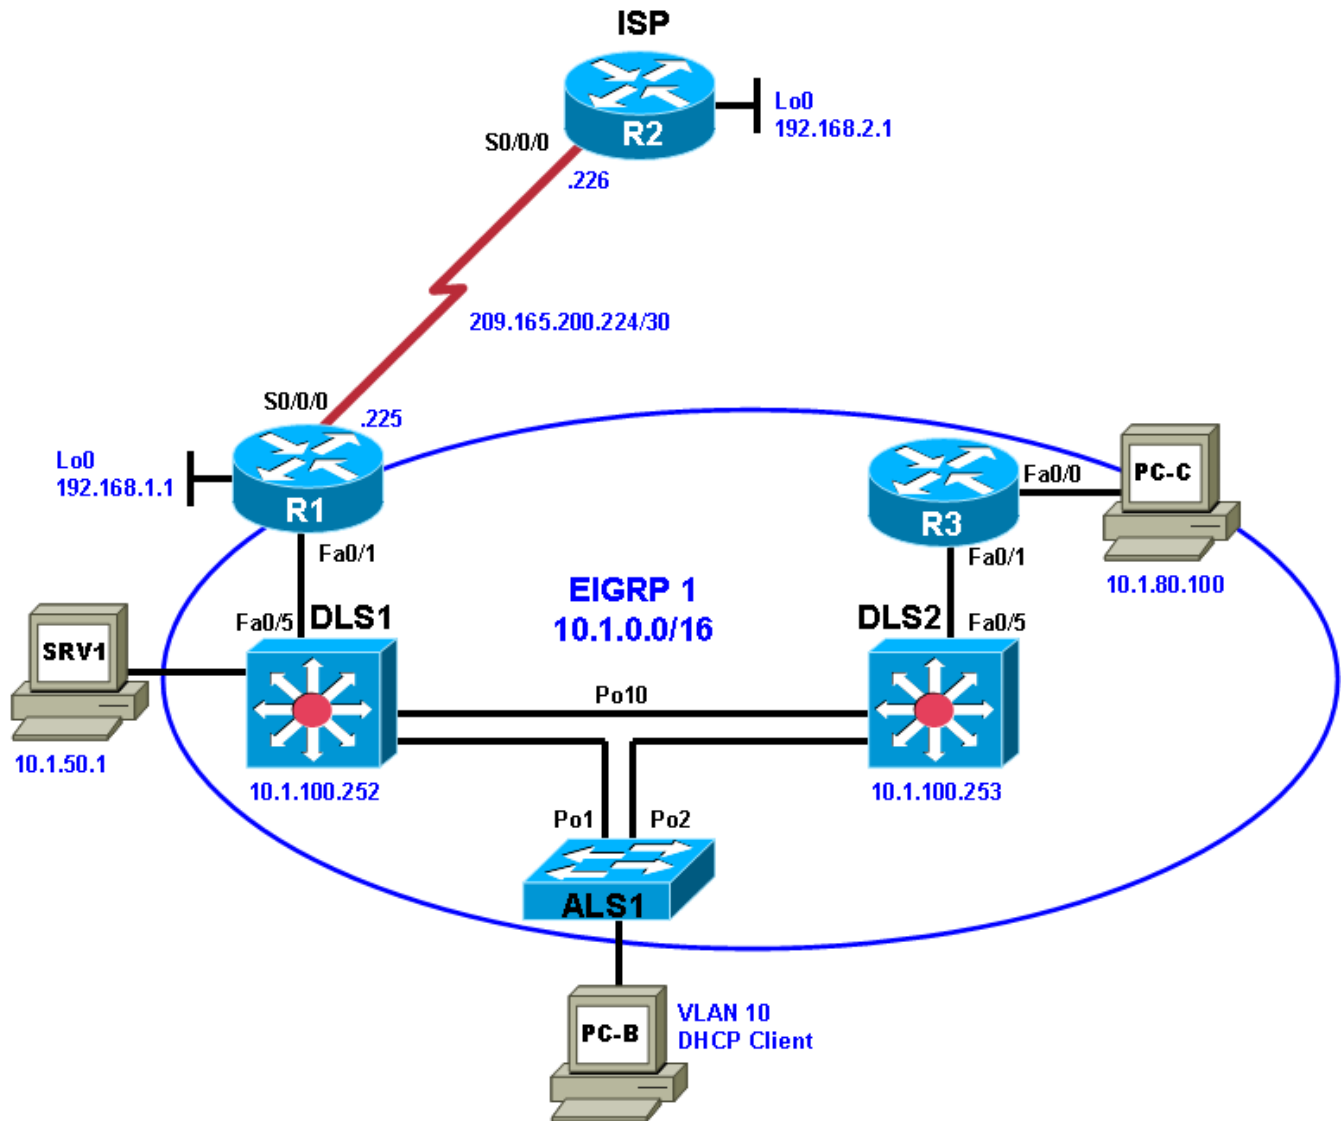 ISP
R2
Lo0
192.168.2.1
S0/0/0
.226
209.165.200.224/30
S0/0/0
.225
Lo0
192.168.1.1
R1
Fa0/1
R3
Fa0/0
PC-C
Fa0/1
10.1.80.100
EIGRP 1
10.1.0.0/16
Fa0/5
DLS1
DLS2
Fa0/5
SRV1
10.1.50.1
Po10
10.1.100.252
10.1.100.253
Po1
Po2
ALS1
PC-B
VLAN 10
DHCP Client